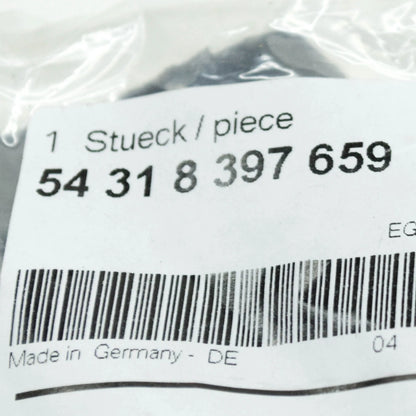 1 Stueck / piece
54 31 8 397 659
EG
Made in Germany - DE 04